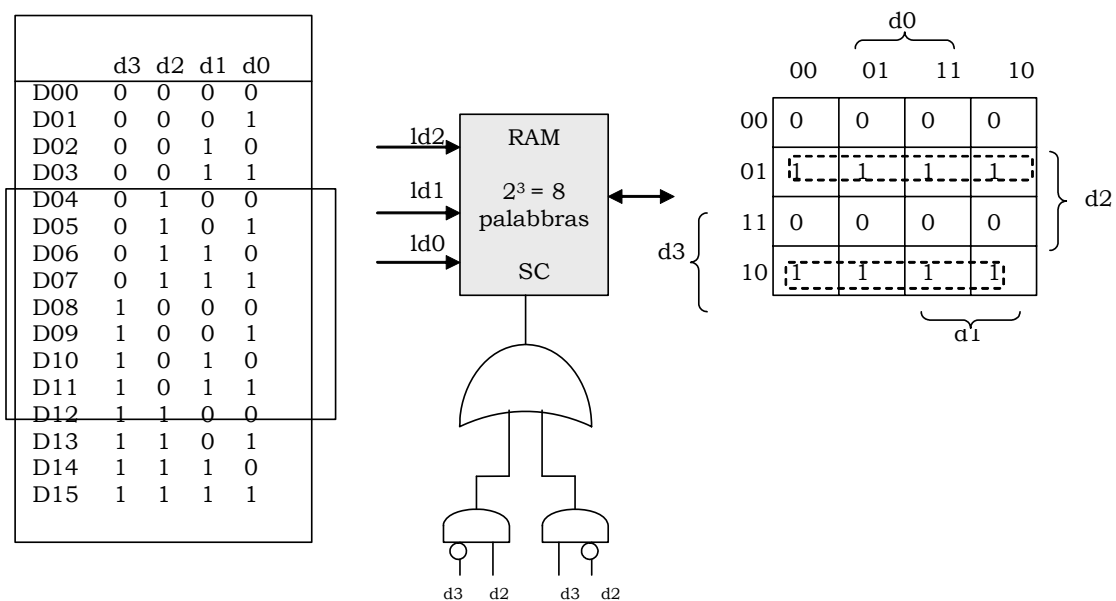 d3 d2 d1 d0
D00 0 0 0 0
D01 0 0 0 1
D02 0 0 1 0
D03 0 0 1 1
D04 0 1 0 0
D05 0 1 0 1
D06 0 1 1 0
D07 0 1 1 1
D08 1 0 0 0
D09 1 0 0 1
D10 1 0 1 0
D11 1 0 1 1
D12 1 1 0 0
D13 1 1 0 1
D14 1 1 1 0
D15 1 1 1 1
ld2
ld1
ld0
RAM
2³ = 8
palabbras
SC
d3 d2 d3 d2
d0
00 01 11 10
00 0 0 0 0
01 1 1 1 1
11 0 0 0 0
10 1 1 1 1
d2
d3
d1